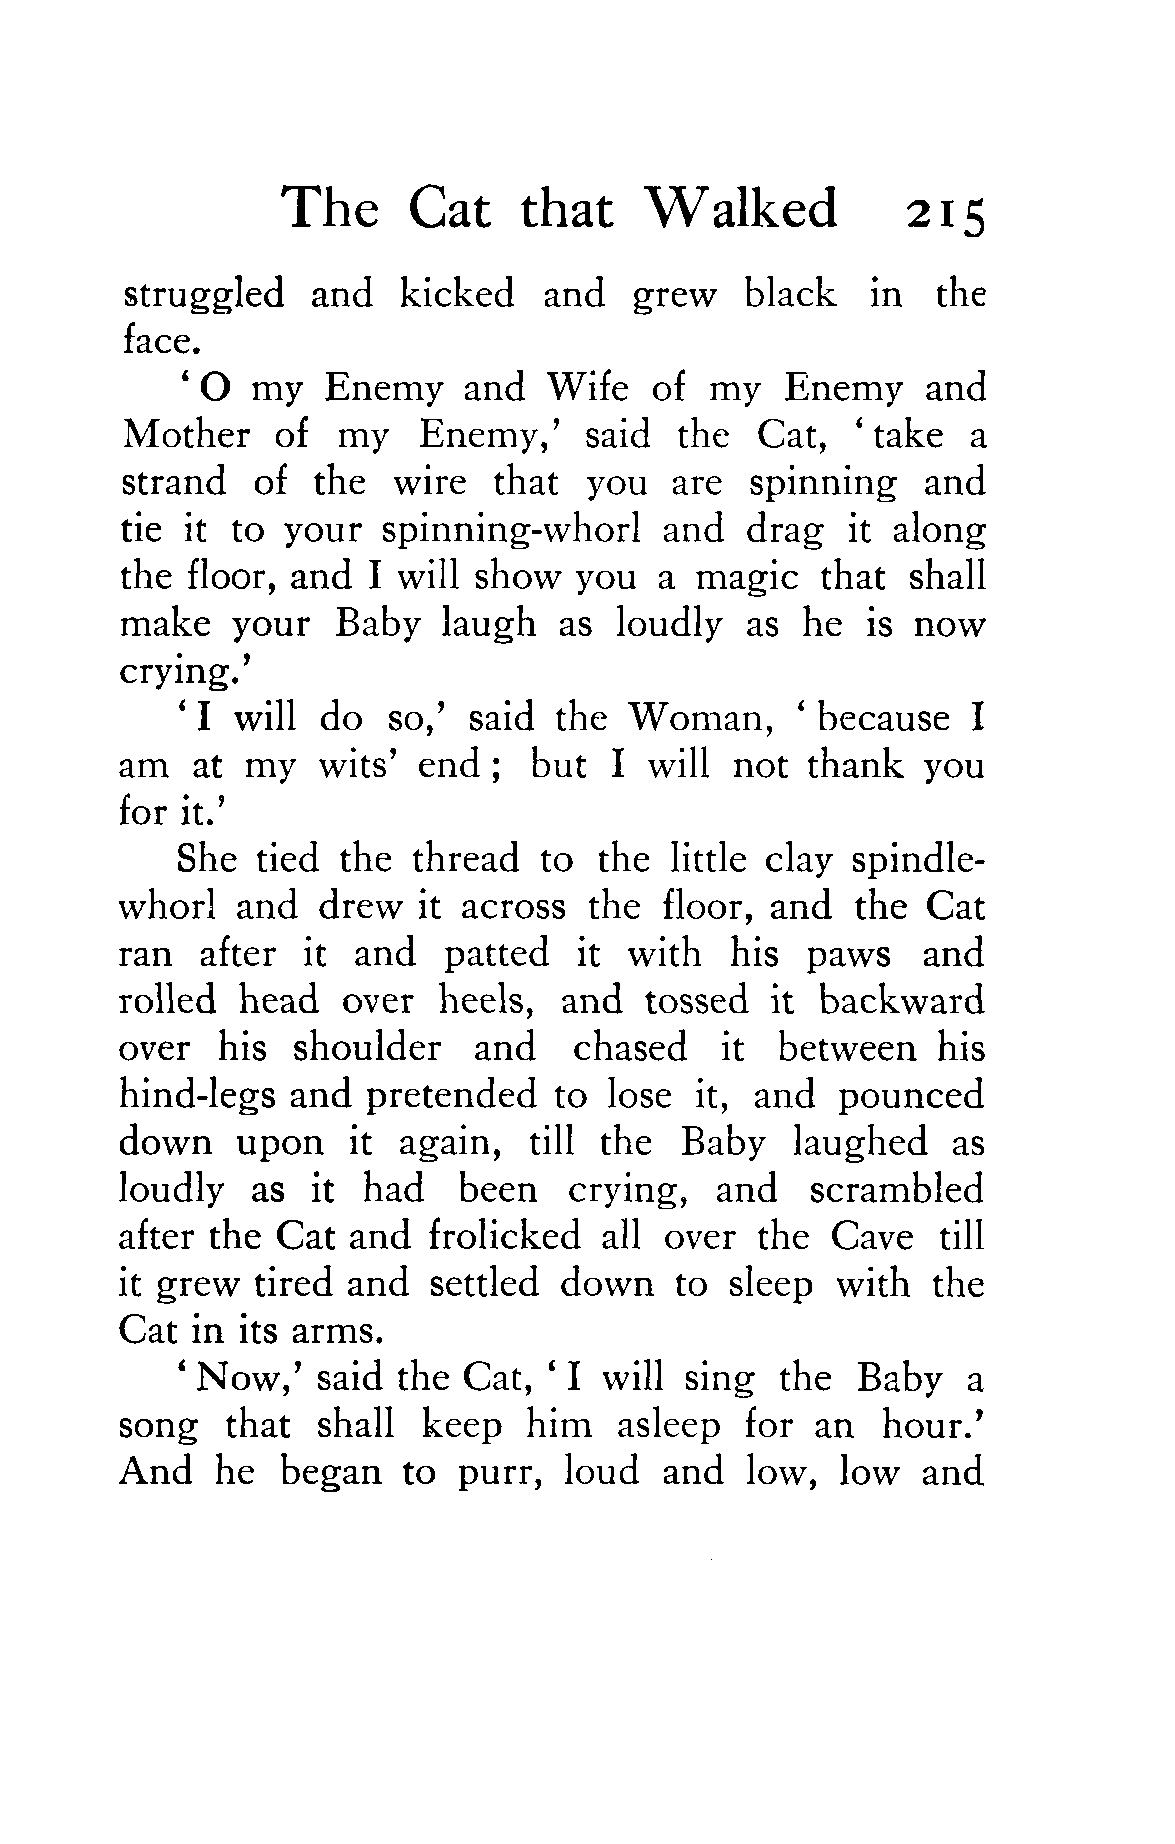 The Cat that Walked 215
struggled and kicked and grew black in the
face.
‘ O my Enemy and Wife of my Enemy and
Mother of my Enemy,’ said the Cat, ‘ take a
strand of the wire that you are spinning and
tie it to your spinning-whorl and drag it along
the floor, and I will show you a magic that shall
make your Baby laugh as loudly as he is now
crying.’
‘ I will do so,’ said the Woman, ‘ because I
am at my wits’ end ; but I will not thank you
for it.’
She tied the thread to the little clay spindle-
whorl and drew it across the floor, and the Cat
ran after it and patted it with his paws and
rolled head over heels, and tossed it backward
over his shoulder and chased it between his
hind-legs and pretended to lose it, and pounced
down upon it again, till the Baby laughed as
loudly as it had been crying, and scrambled
after the Cat and frolicked all over the Cave till
it grew tired and settled down to sleep with the
Cat in its arms.
‘ Now,’ said the Cat, ‘ I will sing the Baby a
song that shall keep him asleep for an hour.’
And he began to purr, loud and low, low and